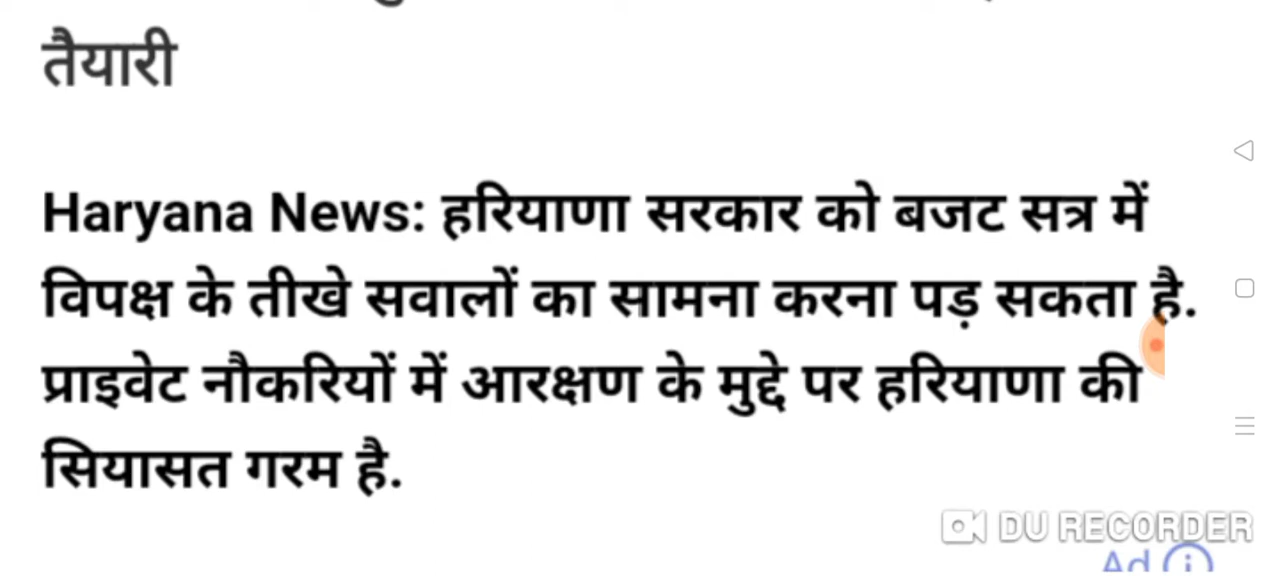 तैयारी
Haryana News: हरियाणा सरकार को बजट सत्र में
विपक्ष के तीखे सवालों का सामना करना पड़ सकता है.
प्राइवेट नौकरियों में आरक्षण के मुद्दे पर हरियाणा की
सियासत गरम है.
DU RECORDER
Ad